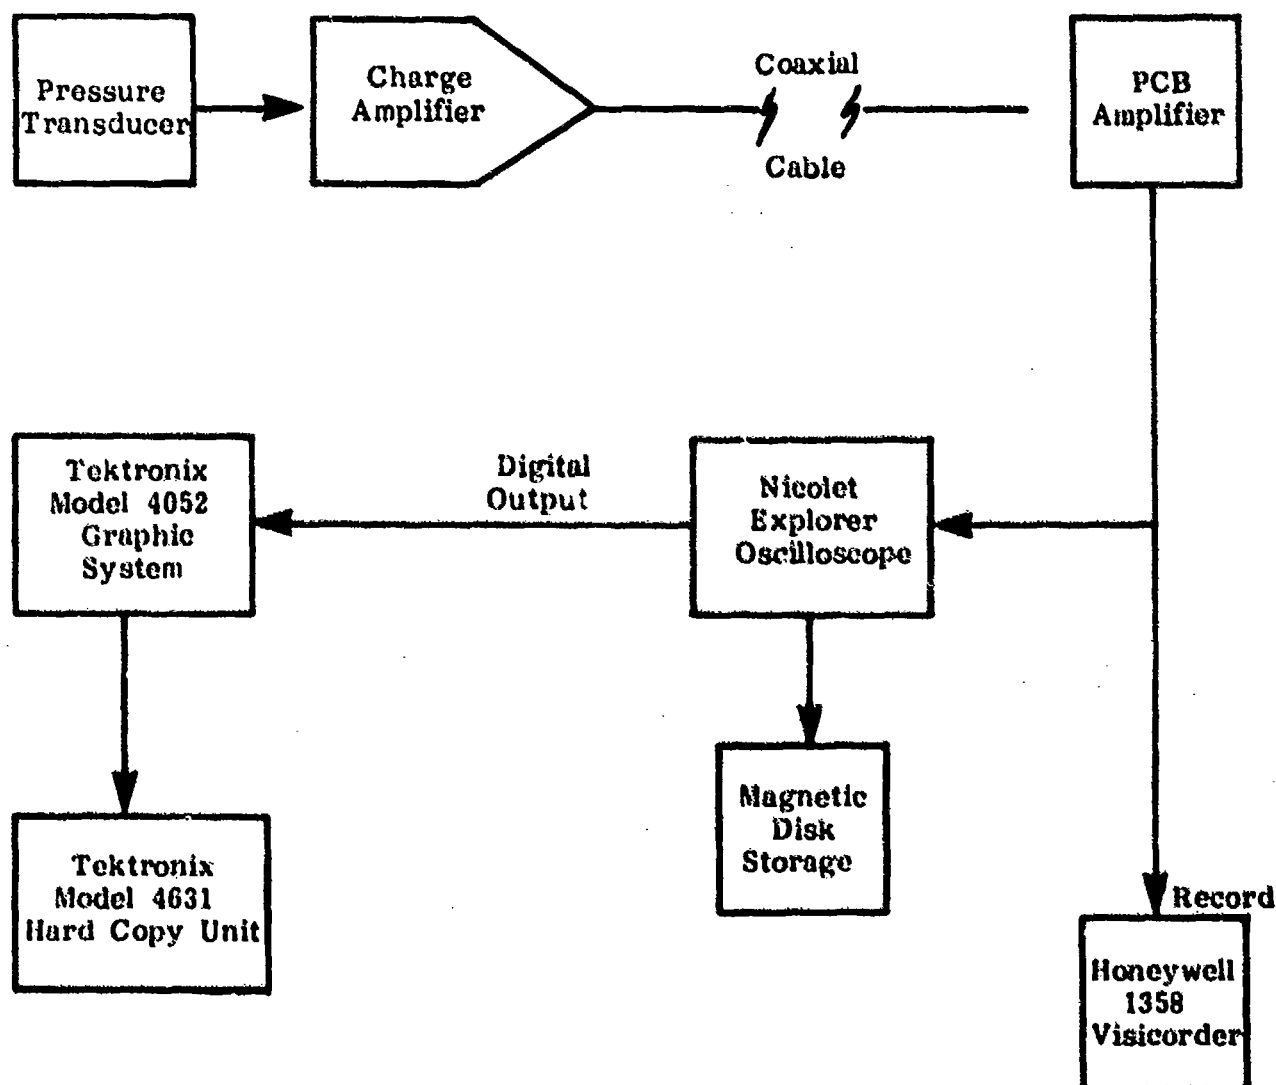 Pressure
Transducer
Charge
Amplifier
Coaxial
Cable
PCB
Amplifier
Tektronix
Model 4052
Graphic
System
Digital
Output
Nicolet
Explorer
Oscilloscope
Magnetic
Disk
Storage
Tektronix
Model 4631
Hard Copy Unit
Record
Honeywell
1358
Visicorder